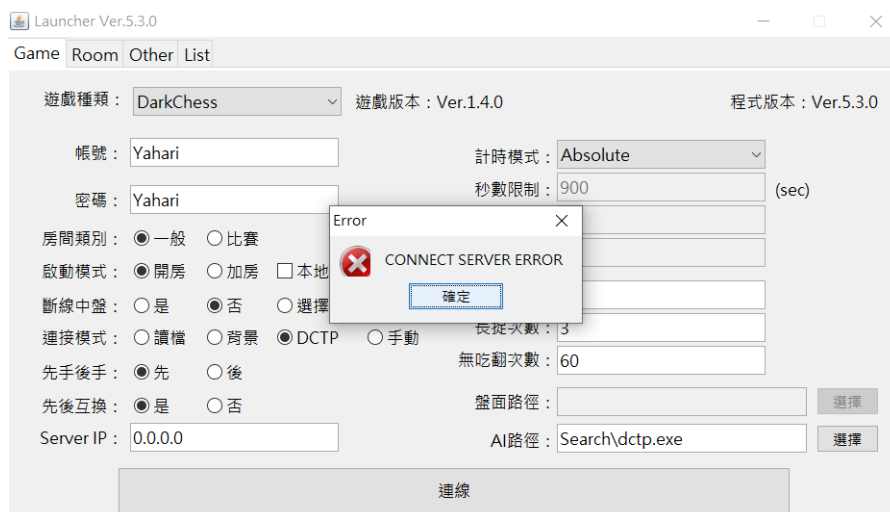 Launcher Ver.5.3.0
Game Room Other List
遊戲種類： DarkChess 遊戲版本：Ver.1.4.0 程式版本：Ver.5.3.0
帳號： Yahari 計時模式： Absolute
密碼： Yahari 秒數限制： 900 (sec)
Error
CONNECT SERVER ERROR
確定
房間類別： 一般 比賽
啟動模式： 開房 加房 本地
斷線中盤： 是 否 選擇
連接模式： 讀檔 背景 DCTP 手動 長捉次數： 3
先手後手： 先 後 無吃翻次數： 60
先後互換： 是 否 盤面路徑： 選擇
Server IP： 0.0.0.0 AI路徑： Search\dctp.exe 選擇
連線